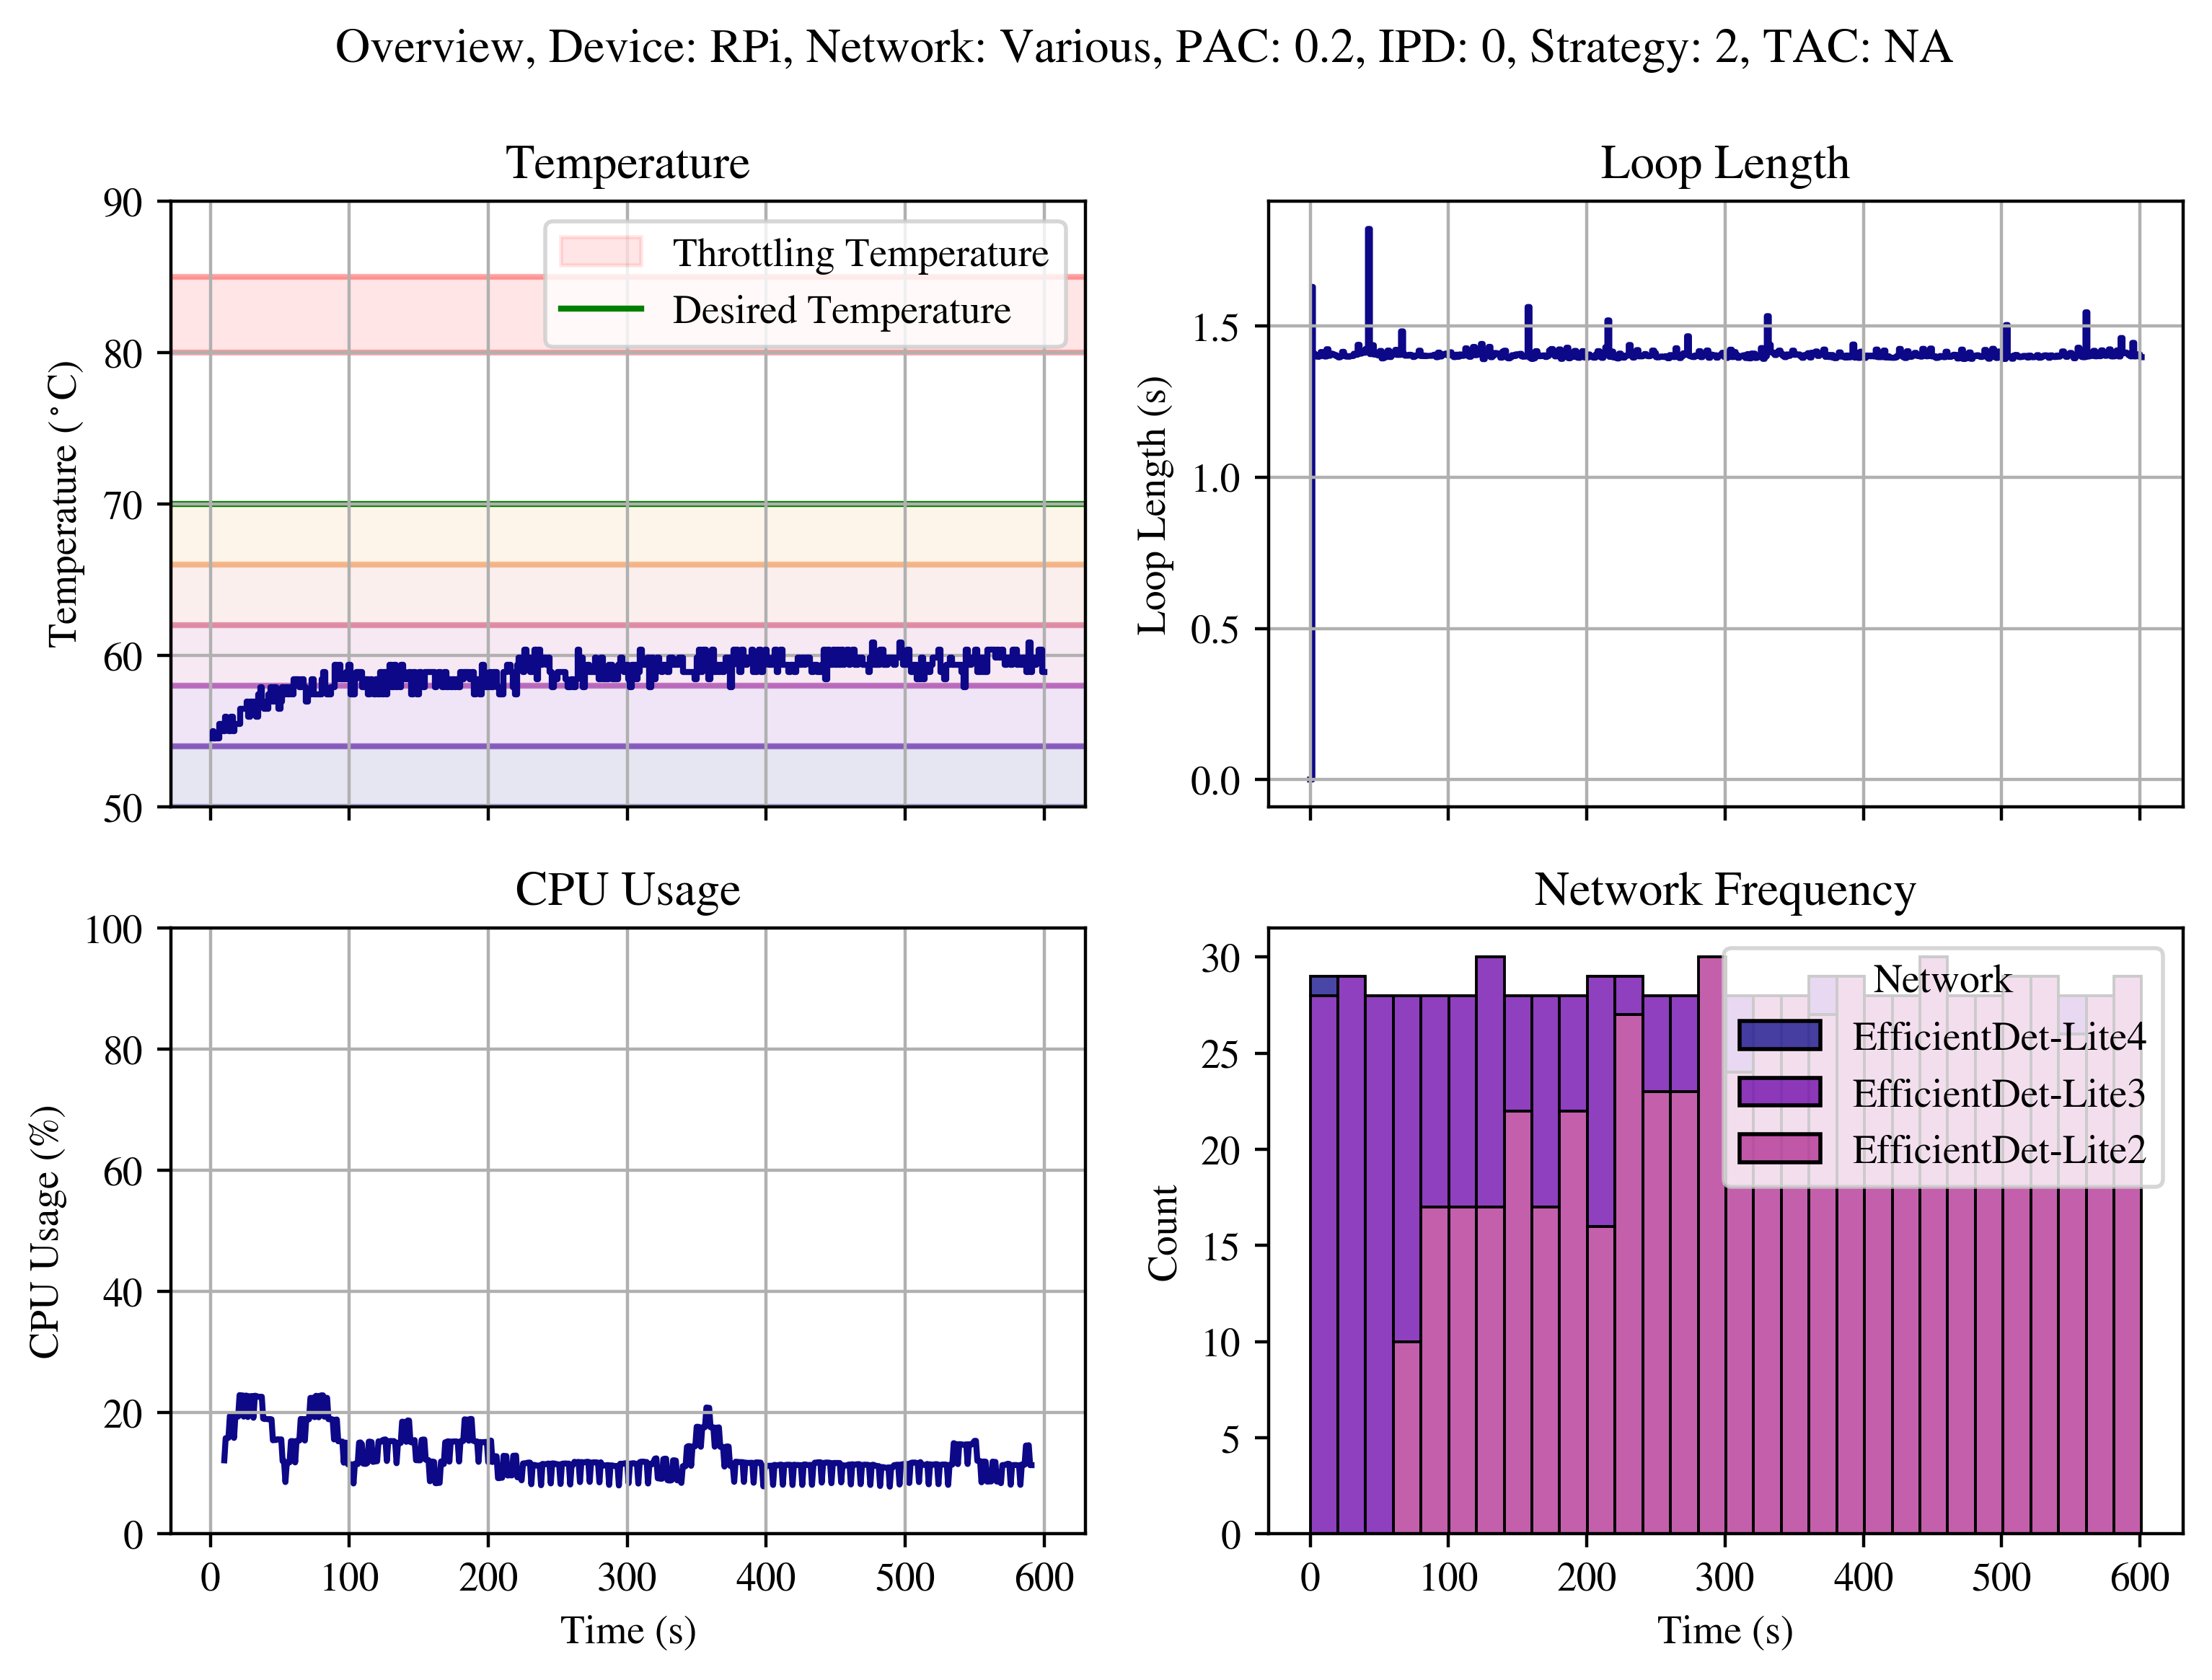 Overview, Device: RPi, Network: Various, PAC: 0.2, IPD: 0, Strategy: 2, TAC: NA
Temperature
90
80
70
60
50
Temperature (°C)
Throttling Temperature
Desired Temperature
Loop Length
1.5
1.0
0.5
0.0
Loop Length (s)
CPU Usage
100
80
60
40
20
0
CPU Usage (%)
0 100 200 300 400 500 600
Time (s)
Network Frequency
30
25
20
15
10
5
0
Count
Network
EfficientDet-Lite4
EfficientDet-Lite3
EfficientDet-Lite2
0 100 200 300 400 500 600
Time (s)